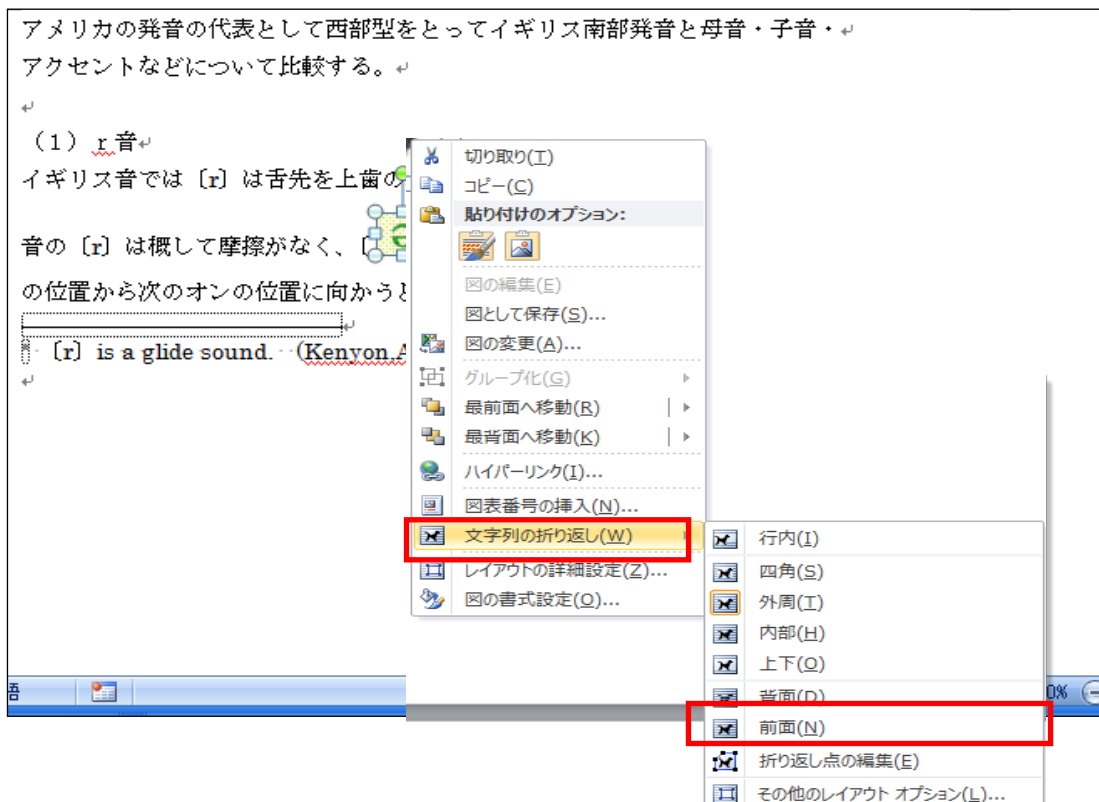 アメリカの発音の代表として西部型をとってイギリス南部発音と母音・子音・
アクセントなどについて比較する。
（1） r音
イギリス音では〔r〕は舌先を上歯の
音の〔r〕は概して摩擦がなく、〔
の位置から次のオンの位置に向かうと
〔r〕 is a glide sound. (Kenyon,A
切り取り(T)
コピー(C)
貼り付けのオプション:
図の編集(E)
図として保存(S)...
図の変更(A)...
グループ化(G)
最前面へ移動(R)
最背面へ移動(K)
ハイパーリンク(I)...
図表番号の挿入(N)...
文字列の折り返し(W)
レイアウトの詳細設定(Z)...
図の書式設定(O)...
行内(I)
四角(S)
外周(T)
内部(H)
上下(O)
背面(D)
前面(N)
折り返し点の編集(E)
その他のレイアウト オプション(L)...
語
0%